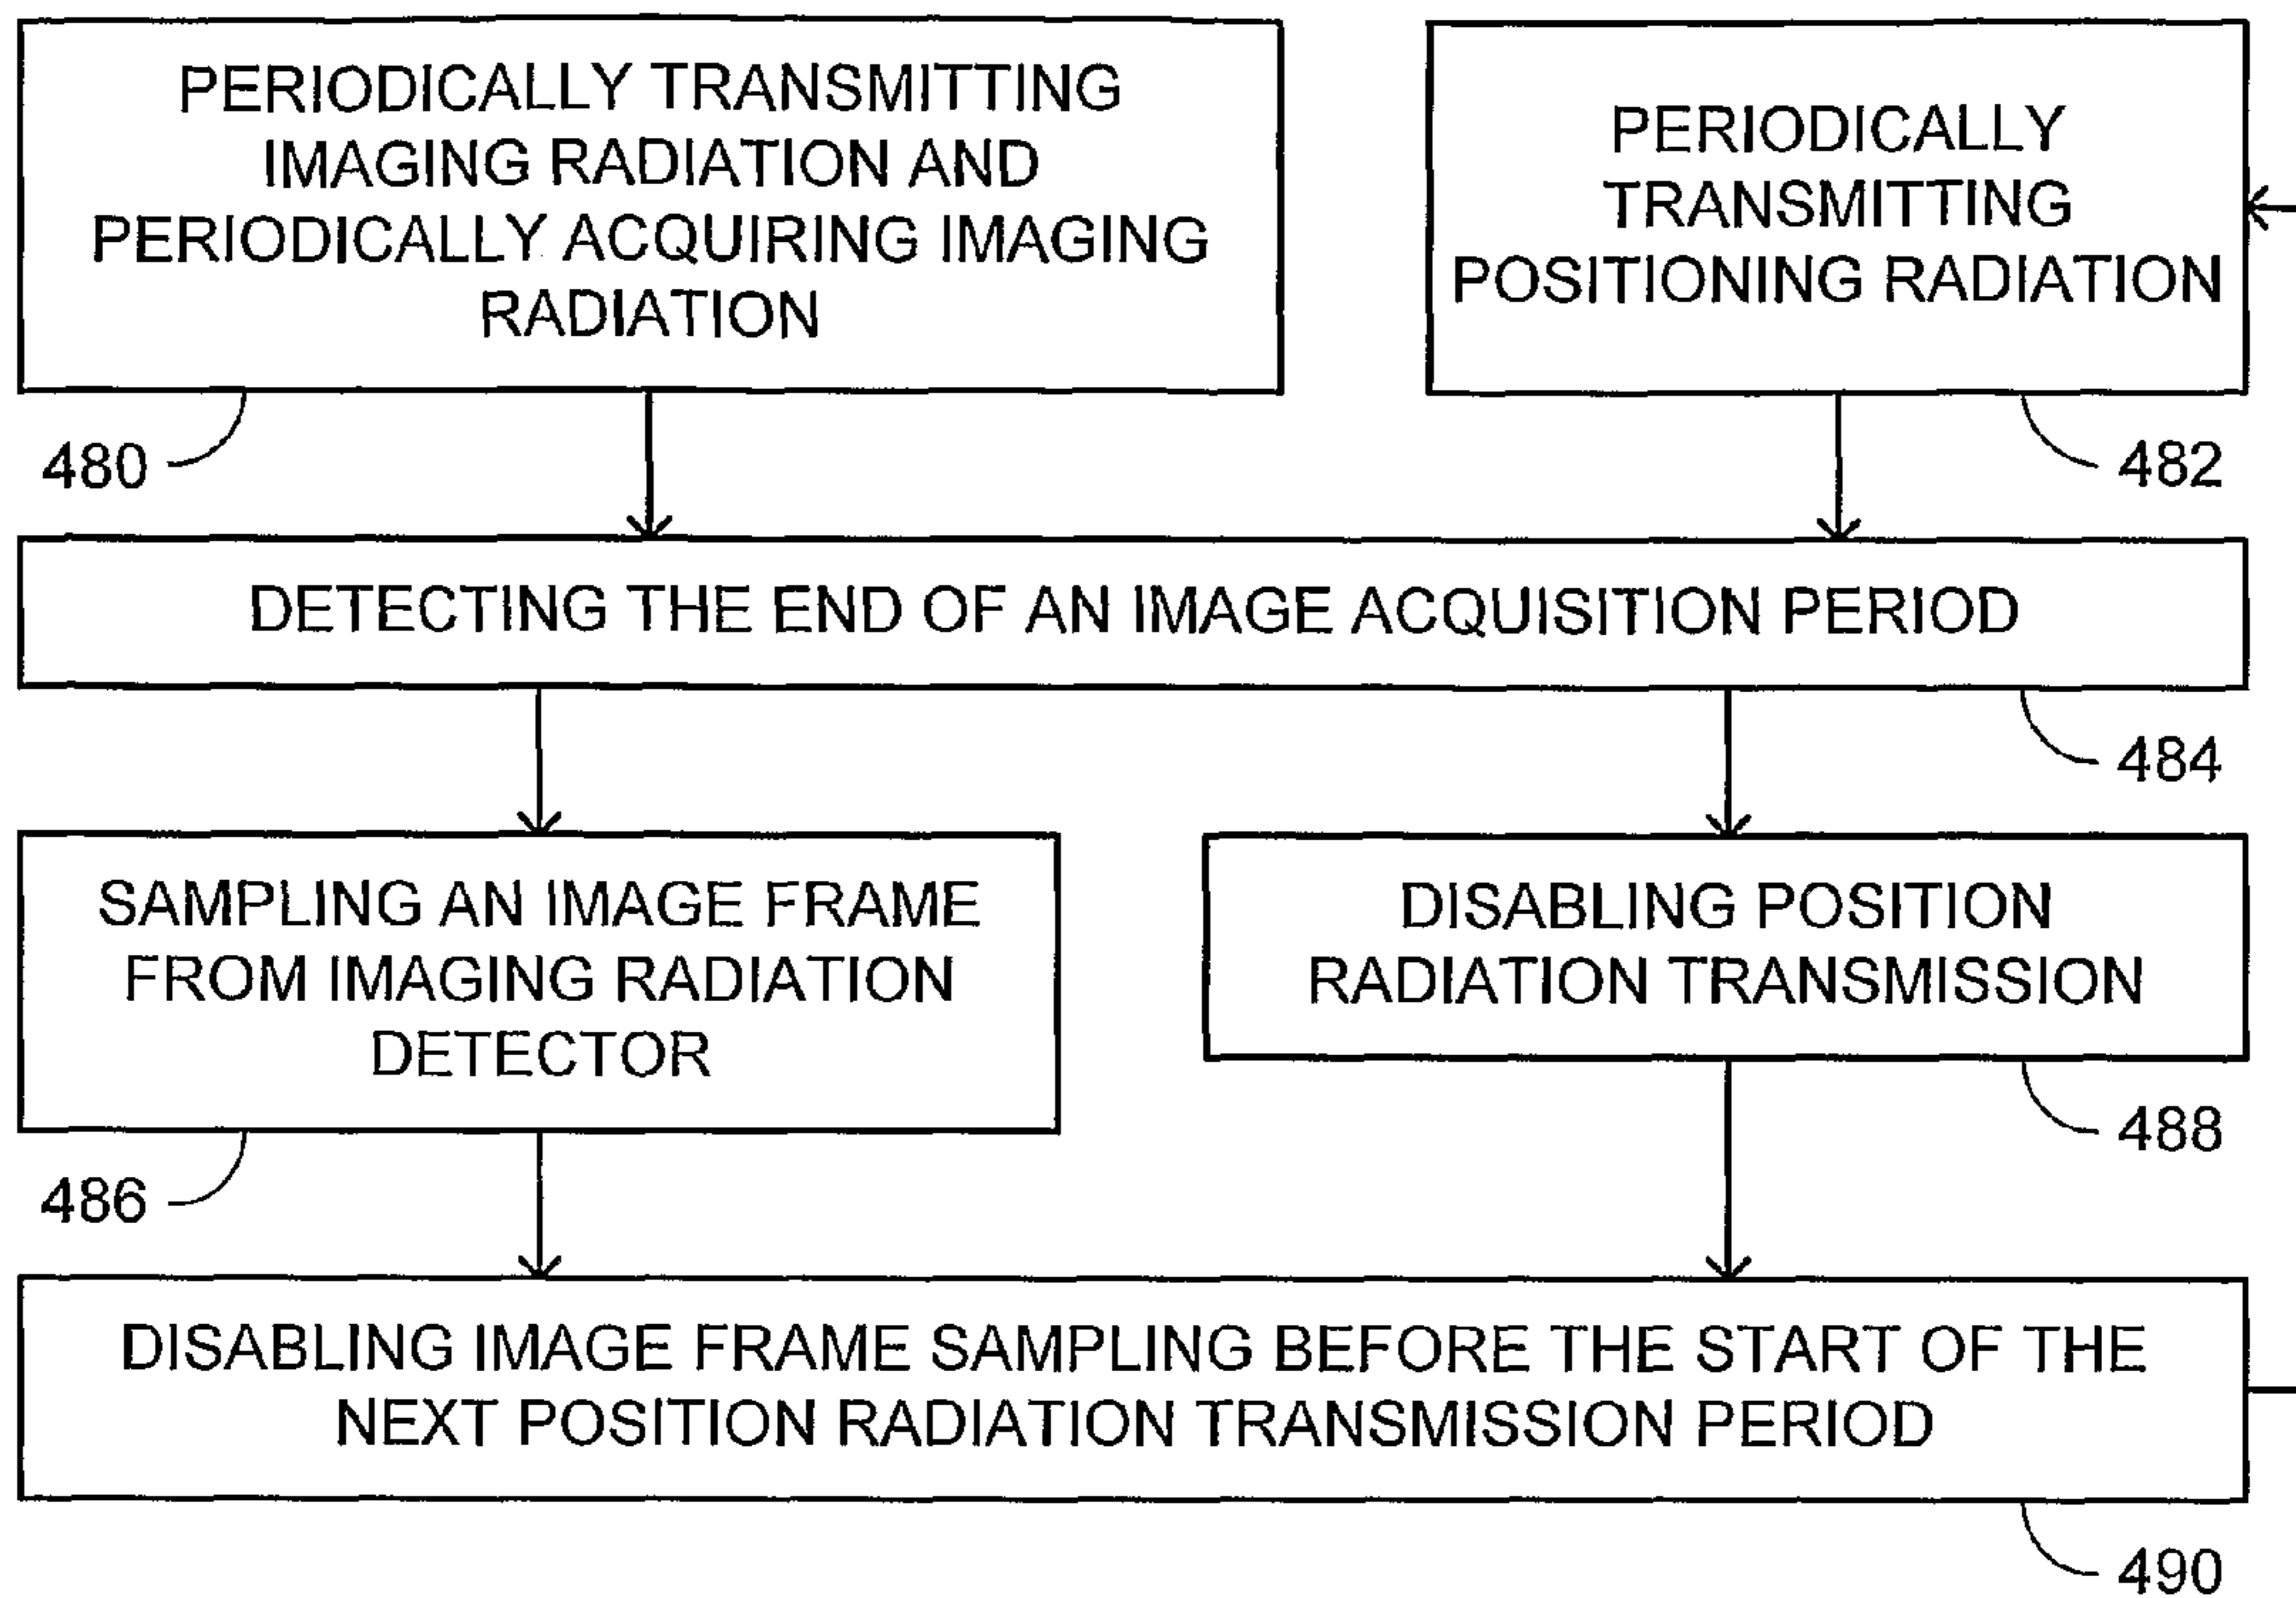 PERIODICALLY TRANSMITTING
IMAGING RADIATION AND
PERIODICALLY ACQUIRING IMAGING
RADIATION
480
PERIODICALLY
TRANSMITTING
POSITIONING RADIATION
482
DETECTING THE END OF AN IMAGE ACQUISITION PERIOD
484
SAMPLING AN IMAGE FRAME
FROM IMAGING RADIATION
DETECTOR
486
DISABLING POSITION
RADIATION TRANSMISSION
488
DISABLING IMAGE FRAME SAMPLING BEFORE THE START OF THE
NEXT POSITION RADIATION TRANSMISSION PERIOD
490